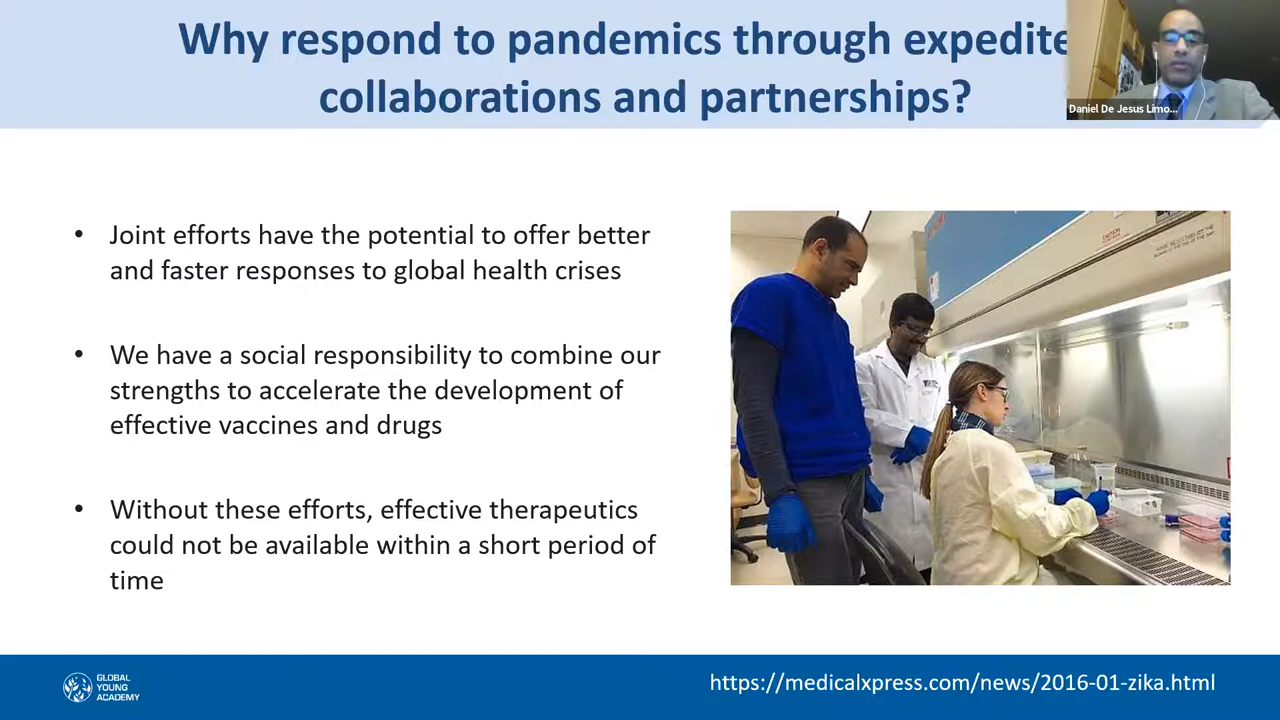 Why respond to pandemics through expedite
collaborations and partnerships?
Daniel De Jesus Limo...
• Joint efforts have the potential to offer better
and faster responses to global health crises
• We have a social responsibility to combine our
strengths to accelerate the development of
effective vaccines and drugs
• Without these efforts, effective therapeutics
could not be available within a short period of
time
CAUTION
GLOBAL
YOUNG
ACADEMY
https://medicalxpress.com/news/2016-01-zika.html